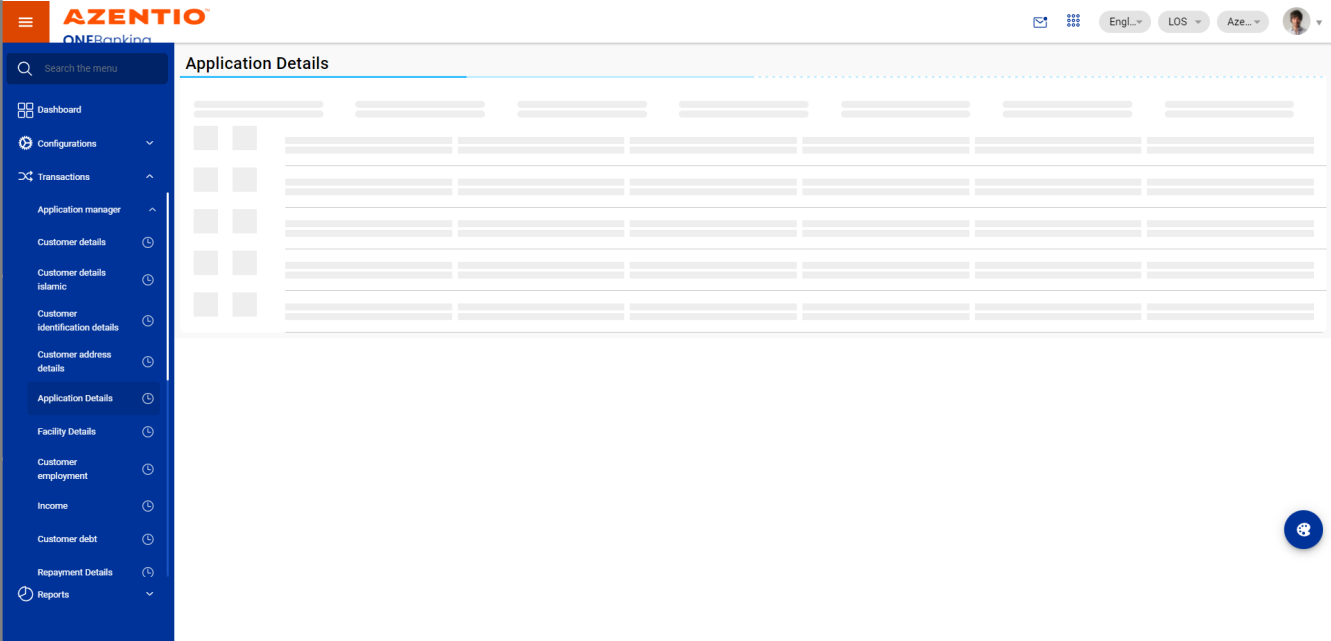 AZENTIO
ONEBanking
Engl...
LOS
Aze...
Search the menu
Application Details
Dashboard
Configurations
Transactions
Application manager
Customer details
Customer details
islamic
Customer
identification details
Customer address
details
Application Details
Facility Details
Customer
employment
Income
Customer debt
Repayment Details
Reports